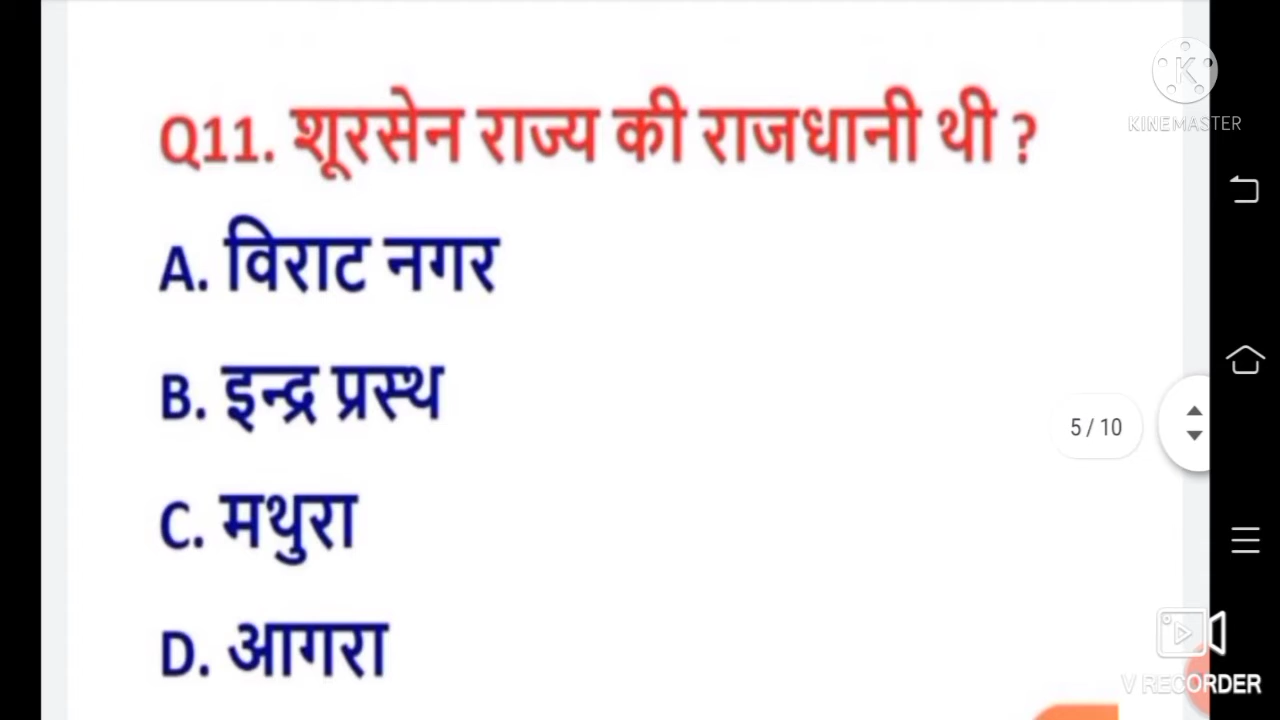 Q11. शूरसेन राज्य की राजधानी थी ?
A. विराट नगर
B. इन्द्र प्रस्थ
C. मथुरा
D. आगरा
KINEMASTER
5 / 10
V RECORDER